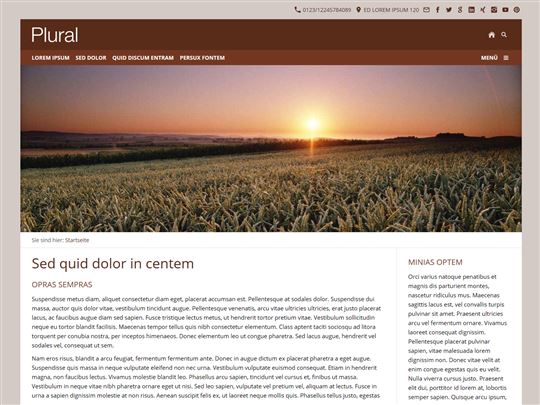 0123/12245784089 ED LOREM IPSUM 120
Plural
LOREM IPSUM SED DOLOR QUID DISCUM ENTRAM PERSUX FONTEM MENÜ
Sie sind hier: Startseite
Sed quid dolor in centem
OPRAS SEMPRAS
Suspendisse metus diam, aliquet consectetur diam eget, placerat accumsan est. Pellentesque at sodales dolor. Suspendisse dui
massa, auctor quis dolor vitae, vestibulum tincidunt augue. Pellentesque venenatis, arcu vitae ultricies ultricies, erat justo placerat
lacus, ac faucibus augue diam sed sapien. Fusce tristique lectus metus, ut hendrerit tortor pretium vitae. Vestibulum sollicitudin
neque eu tortor blandit facilisis. Maecenas tempor tellus quis nibh consectetur elementum. Class aptent taciti sociosqu ad litora
torquent per conubia nostra, per inceptos himenaeos. Donec elementum leo ut congue pharetra. Sed lacus augue, hendrerit vel
sodales vel, consequat ut sem.
Nam eros risus, blandit a arcu feugiat, fermentum fermentum ante. Donec in augue dictum ex placerat pharetra a eget augue.
Suspendisse quis massa in neque vulputate eleifend non nec urna. Vestibulum vulputate euismod consequat. Etiam in hendrerit
magna, non faucibus lectus. Vivamus molestie blandit leo. Phasellus arcu sapien, tincidunt vel cursus et, finibus ut massa.
Vestibulum in neque vitae nibh pharetra ornare eget ut nisi. Sed leo sapien, vulputate vel pretium vel, aliquam at lectus. Fusce in
urna a sapien dignissim molestie at non risus. Aenean suscipit felis ex, ut laoreet neque mollis quis. Phasellus tellus justo, egestas
MINIAS OPTEM
Orci varius natoque penatibus et
magnis dis parturient montes,
nascetur ridiculus mus. Maecenas
sagittis lacus est, vel convallis turpis
pulvinar sit amet. Praesent ultricies
arcu vel fermentum ornare. Vivamus
laoreet consequat dignissim.
Pellentesque placerat pulvinar
sapien, vitae malesuada lorem
dignissim non. Donec vitae velit at
enim congue egestas quis eu velit.
Nulla viverra cursus justo. Praesent
elit dui, porttitor id lorem at, lobortis
semper sapien. Quisque arcu ipsum,